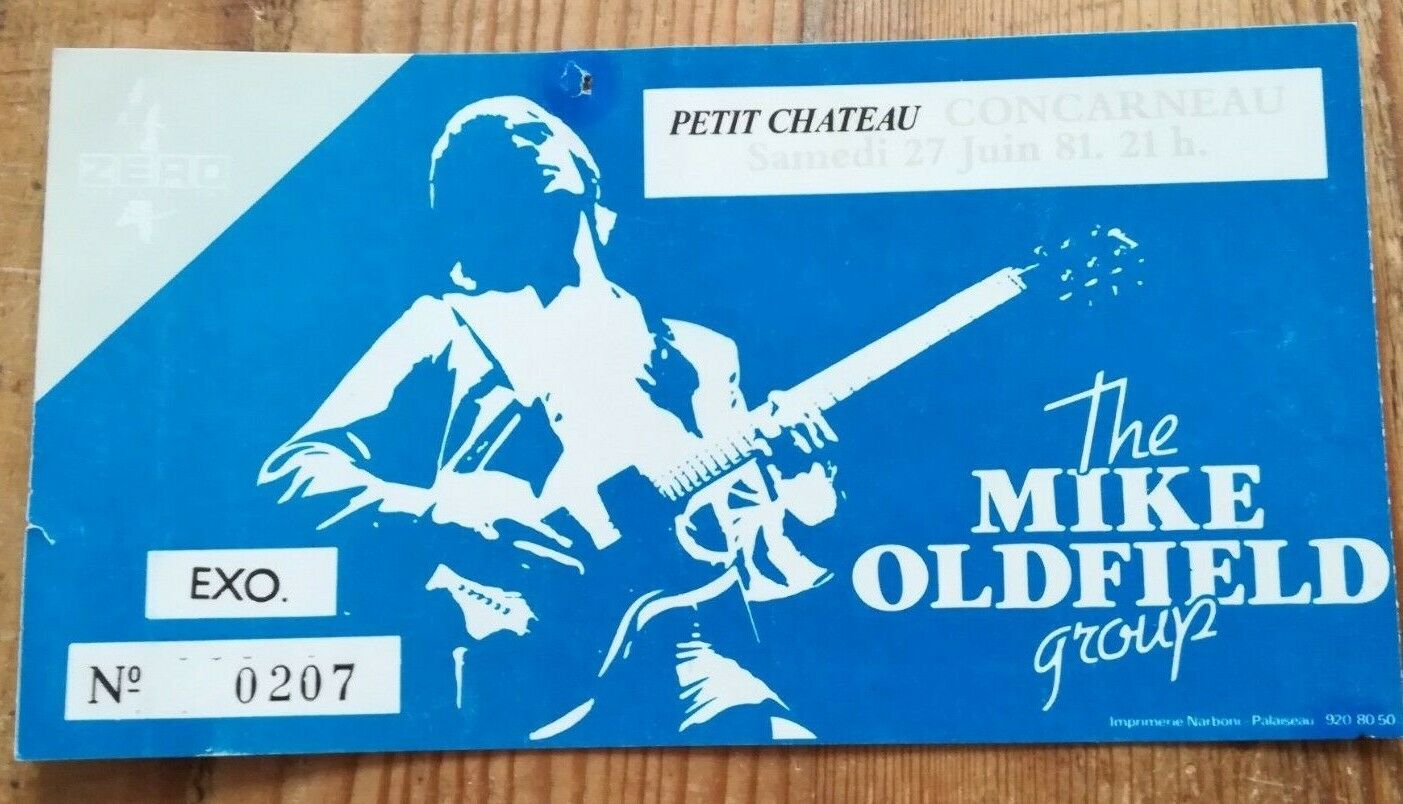 ZERO
PETIT CHATEAU CONCARNEAU
Samedi 27 Juin 81. 21 h.
The
MIKE
OLDFIELD
group
EXO.
Nº 0207
Imprimerie Narboni - Palaiseau 920 80 50